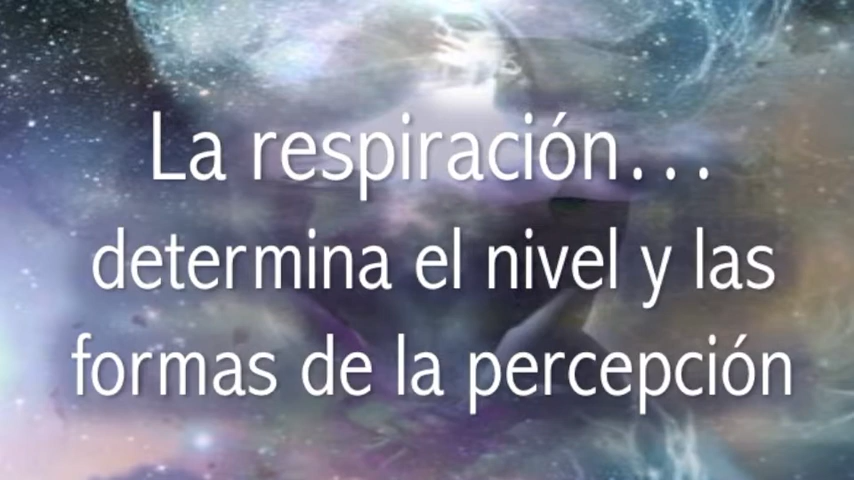 La respiración...
determina el nivel y las
formas de la percepción